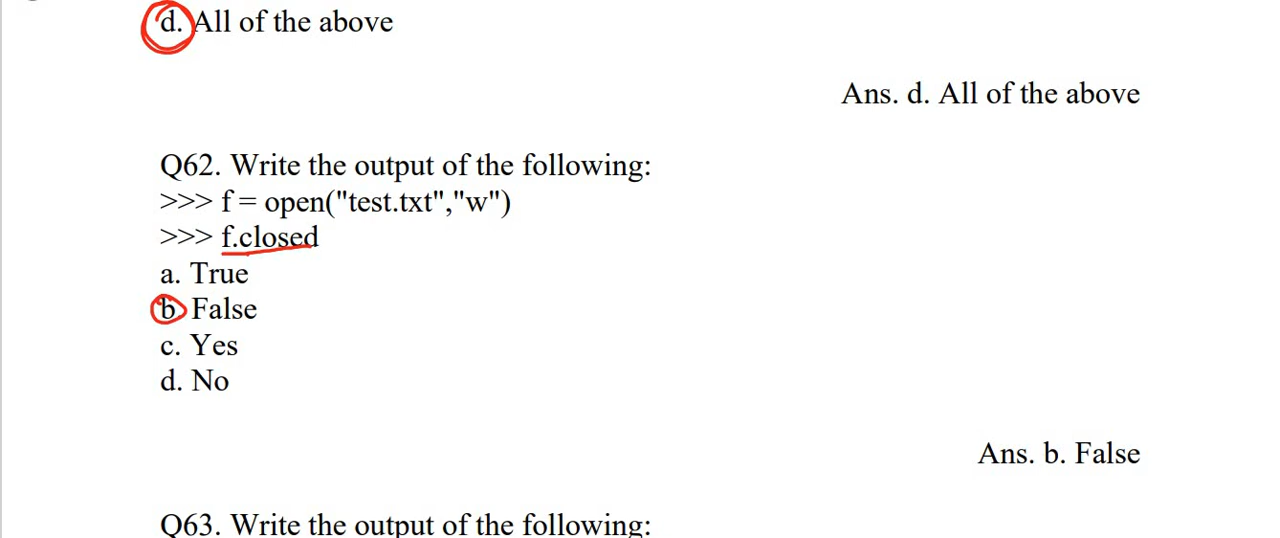 d. All of the above
Ans. d. All of the above
Q62. Write the output of the following:
>>> f = open("test.txt","w")
>>> f.closed
a. True
b. False
c. Yes
d. No
Ans. b. False
Q63. Write the output of the following: